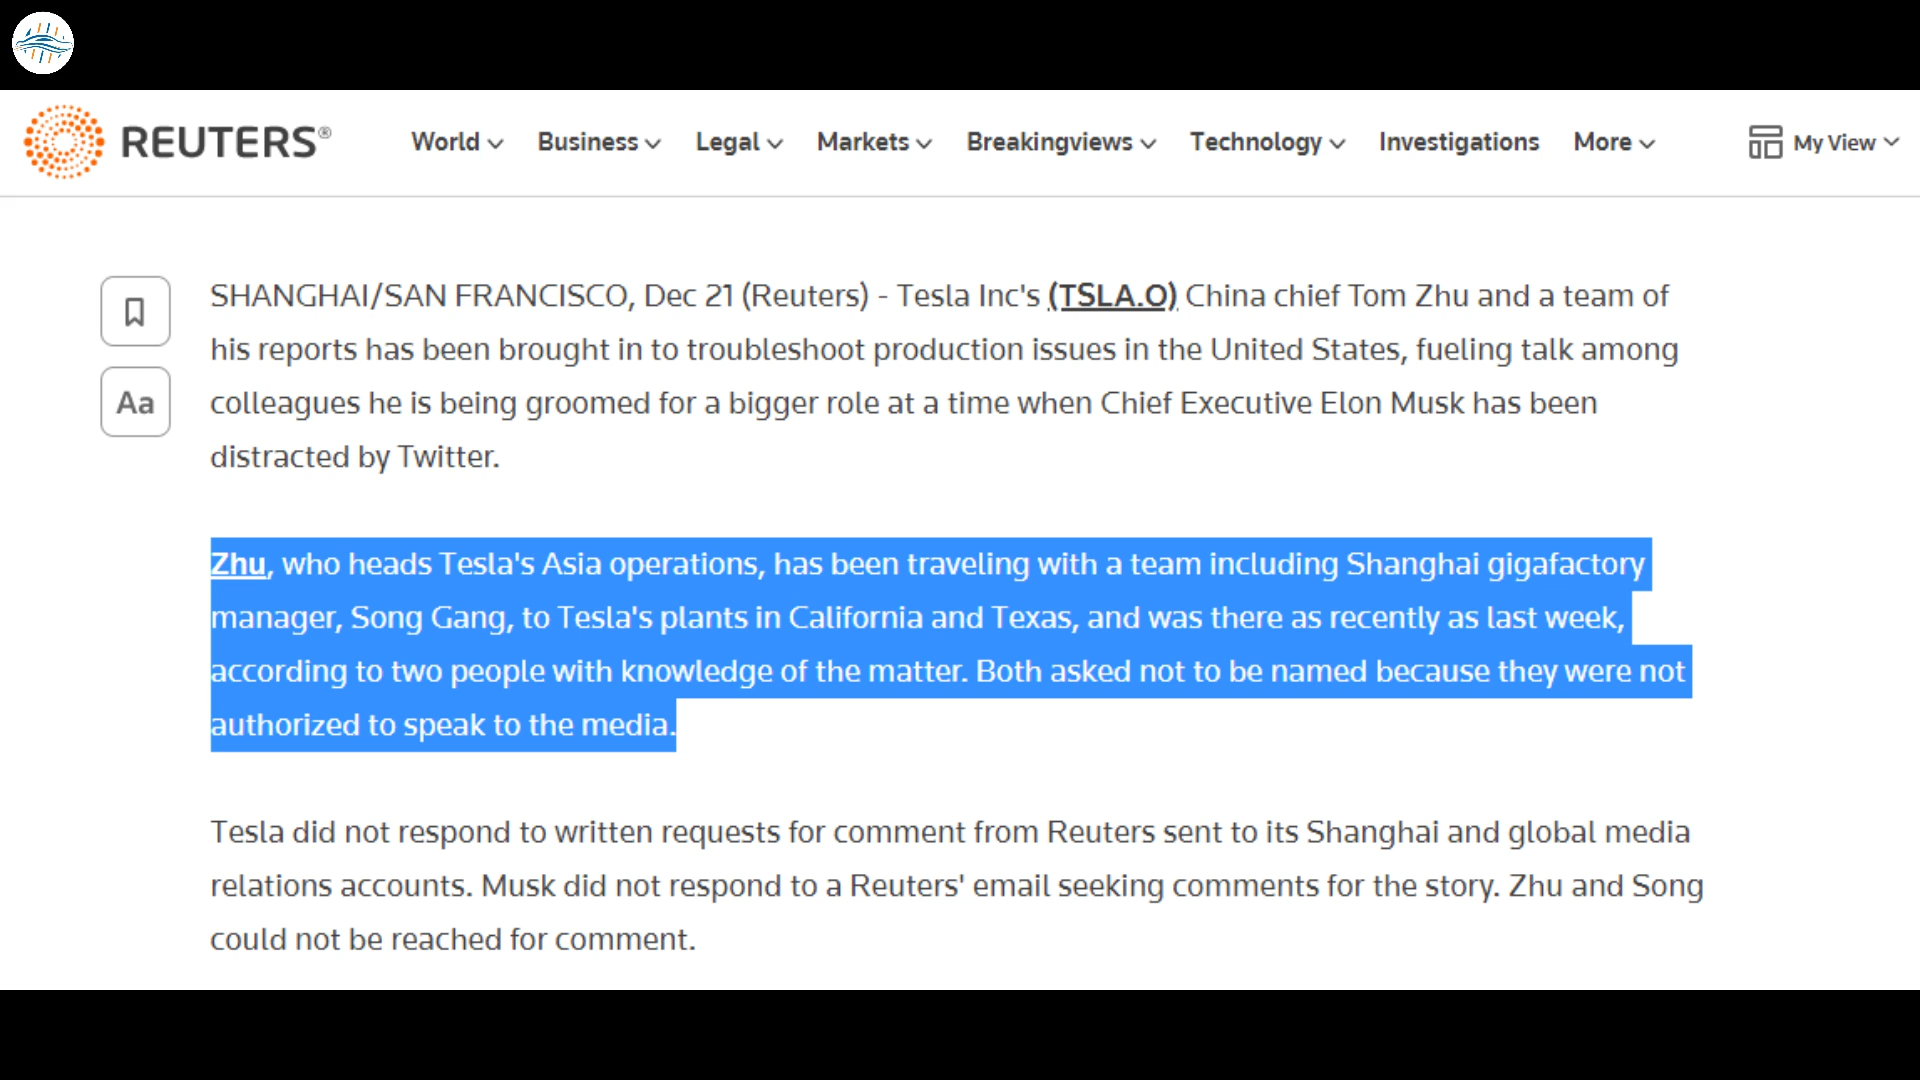 REUTERS®
World Business Legal Markets Breakingviews Technology Investigations More My View
SHANGHAI/SAN FRANCISCO, Dec 21 (Reuters) - Tesla Inc's (TSLA.O) China chief Tom Zhu and a team of
his reports has been brought in to troubleshoot production issues in the United States, fueling talk among
Aa
colleagues he is being groomed for a bigger role at a time when Chief Executive Elon Musk has been
distracted by Twitter.
Zhu, who heads Tesla's Asia operations, has been traveling with a team including Shanghai gigafactory
manager, Song Gang, to Tesla's plants in California and Texas, and was there as recently as last week,
according to two people with knowledge of the matter. Both asked not to be named because they were not
authorized to speak to the media.
Tesla did not respond to written requests for comment from Reuters sent to its Shanghai and global media
relations accounts. Musk did not respond to a Reuters' email seeking comments for the story. Zhu and Song
could not be reached for comment.